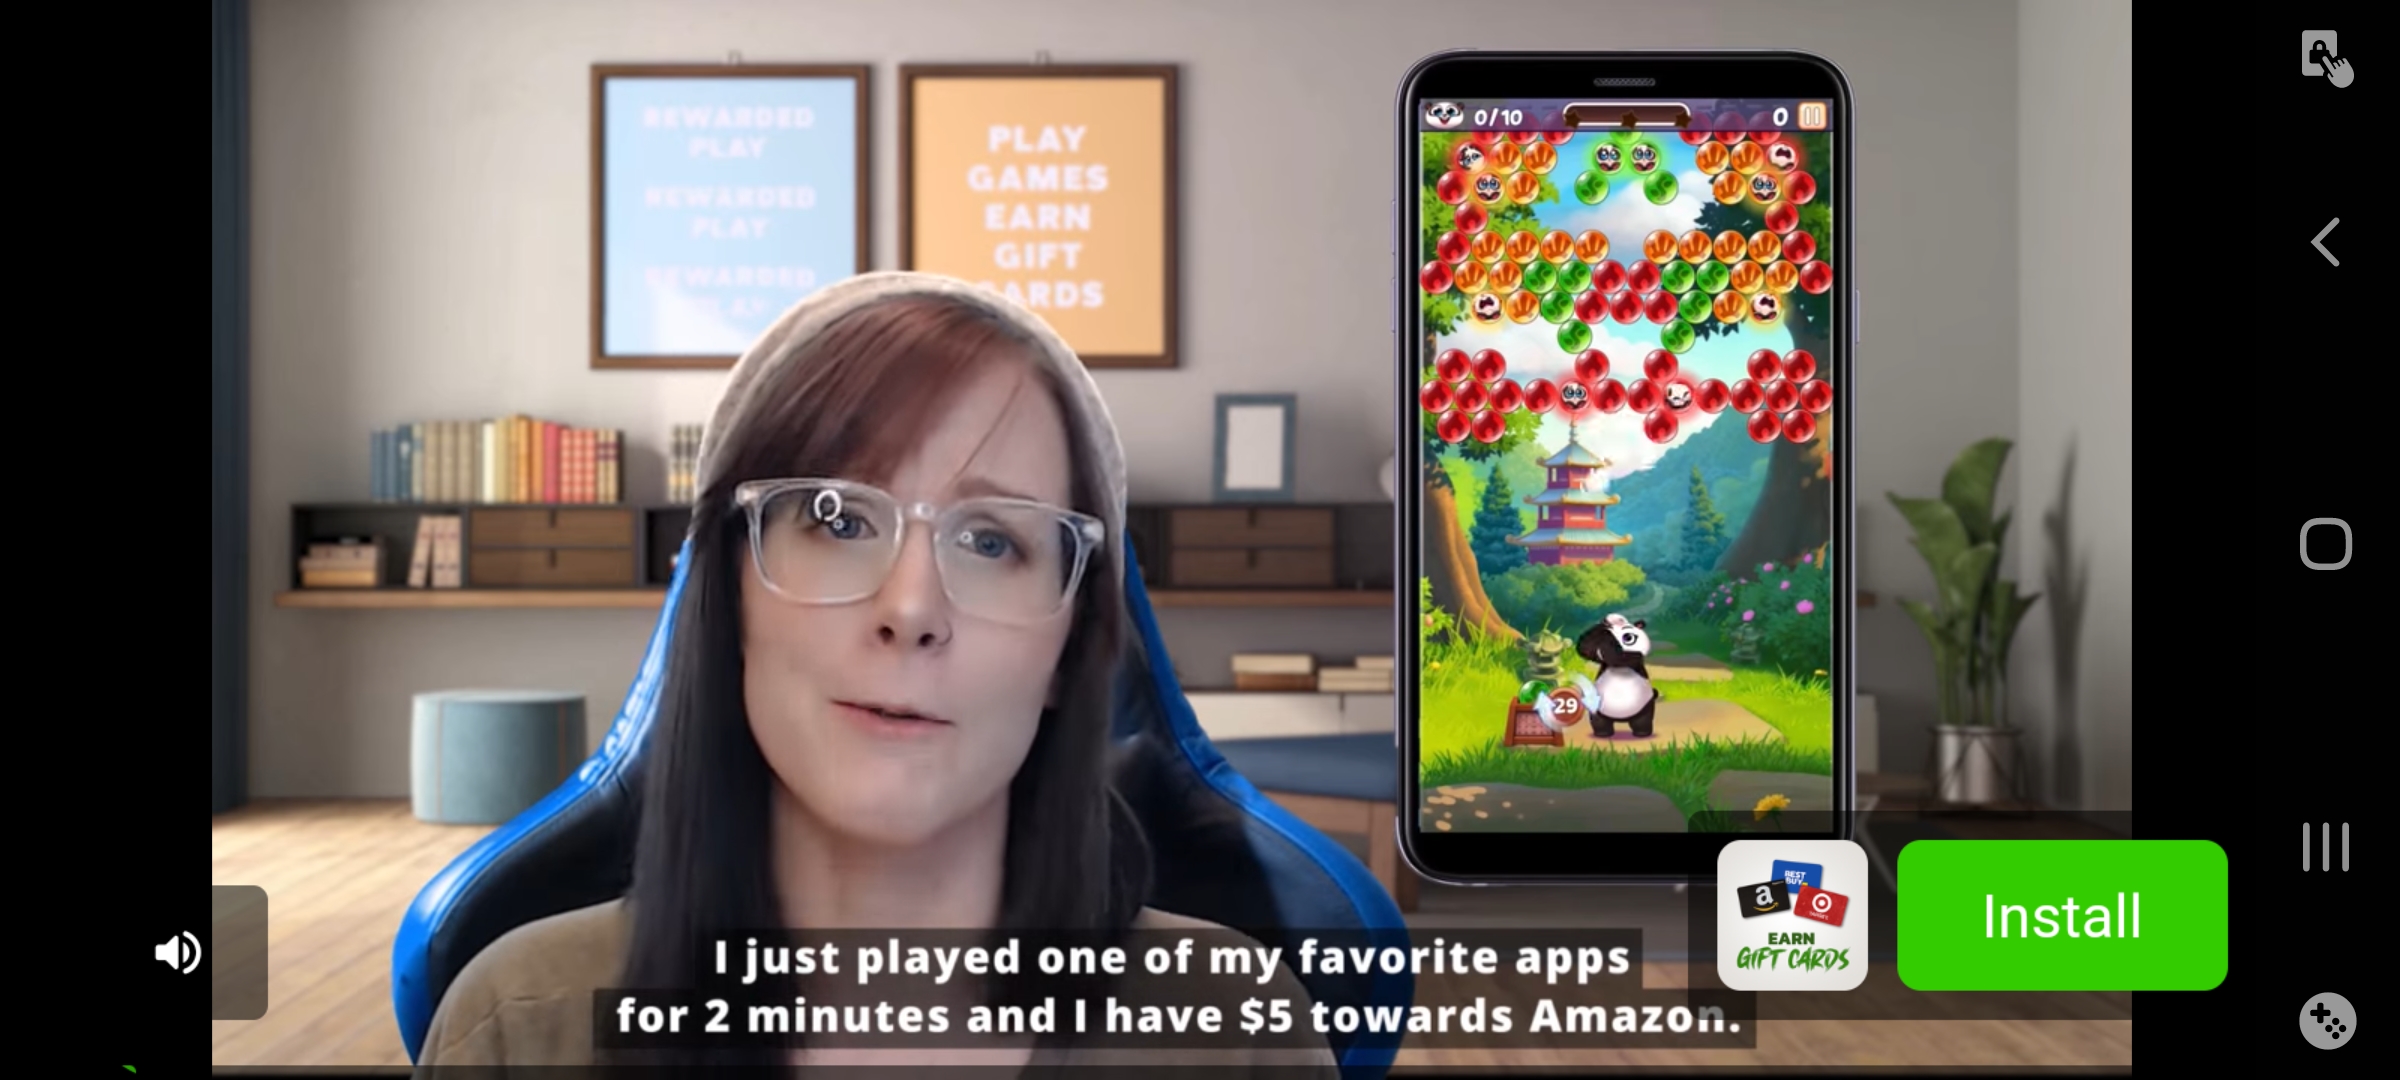 REWARDED
PLAY
REWARDED
PLAY
REWARDED
PLAY
PLAY
GAMES
EARN
GIFT
CARDS
0/10
0
29
I just played one of my favorite apps
for 2 minutes and I have $5 towards Amazon.
BEST
BUY
a
TARGET
EARN
GIFT CARDS
Install